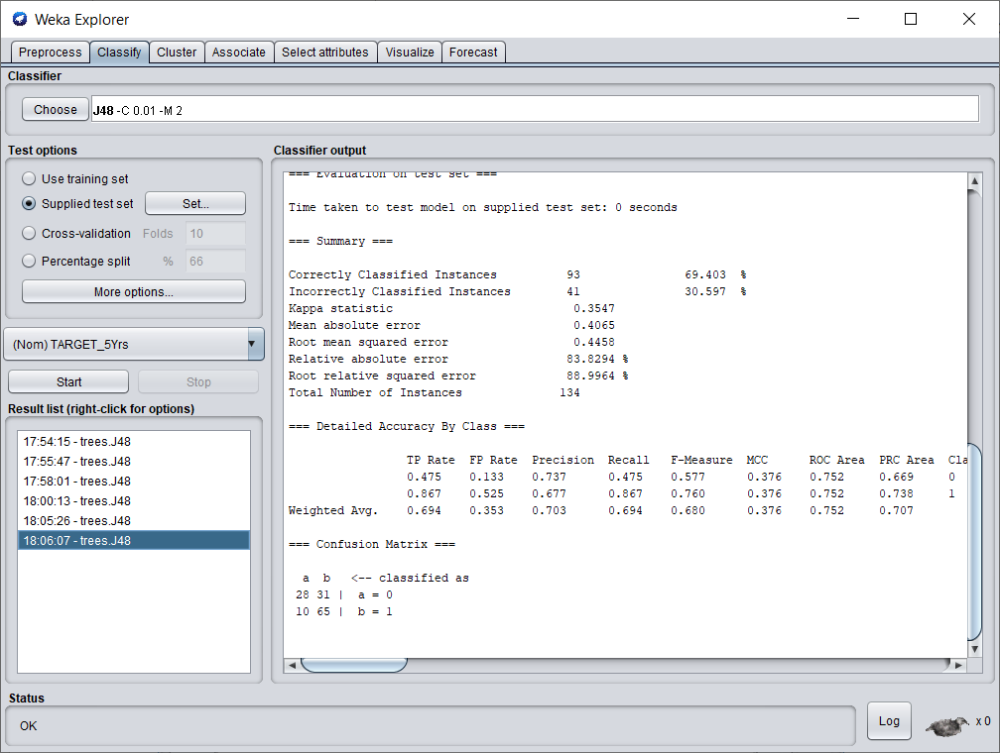 Weka Explorer
Preprocess Classify Cluster Associate Select attributes Visualize Forecast
Classifier
Choose J48 -C 0.01 -M 2
Test options
Use training set
Supplied test set Set...
Cross-validation Folds 10
Percentage split % 66
More options...
(Nom) TARGET_5Yrs
Start Stop
Result list (right-click for options)
17:54:15 - trees.J48
17:55:47 - trees.J48
17:58:01 - trees.J48
18:00:13 - trees.J48
18:05:26 - trees.J48
18:06:07 - trees.J48
Classifier output
=== Evaluation on test set ===
Time taken to test model on supplied test set: 0 seconds
=== Summary ===
Correctly Classified Instances 93 69.403 %
Incorrectly Classified Instances 41 30.597 %
Kappa statistic 0.3547
Mean absolute error 0.4065
Root mean squared error 0.4458
Relative absolute error 83.8294 %
Root relative squared error 88.9964 %
Total Number of Instances 134
=== Detailed Accuracy By Class ===
TP Rate FP Rate Precision Recall F-Measure MCC ROC Area PRC Area Cla
0.475 0.133 0.737 0.475 0.577 0.376 0.752 0.669 0
0.867 0.525 0.677 0.867 0.760 0.376 0.752 0.738 1
Weighted Avg. 0.694 0.353 0.703 0.694 0.680 0.376 0.752 0.707
=== Confusion Matrix ===
a b <-- classified as
28 31 | a = 0
10 65 | b = 1
Status
OK
Log x 0